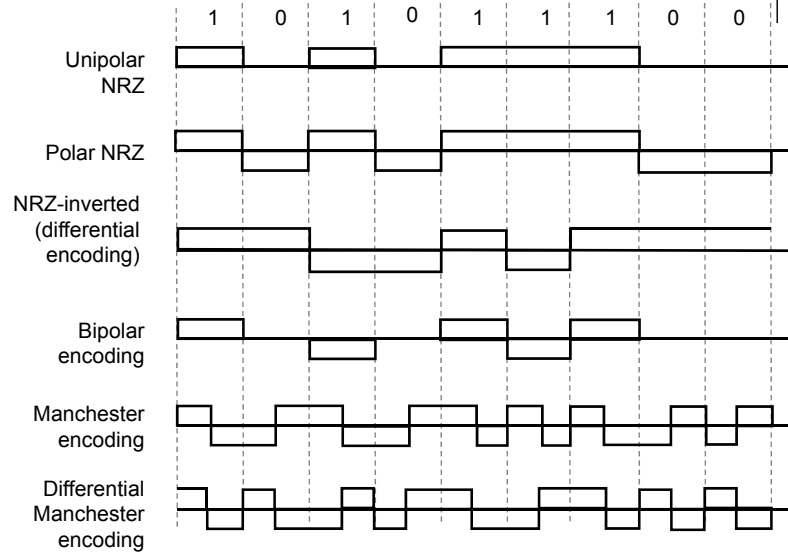 1 0 1 0 1 1 1 0 0
Unipolar
NRZ
Polar NRZ
NRZ-inverted
(differential
encoding)
Bipolar
encoding
Manchester
encoding
Differential
Manchester
encoding